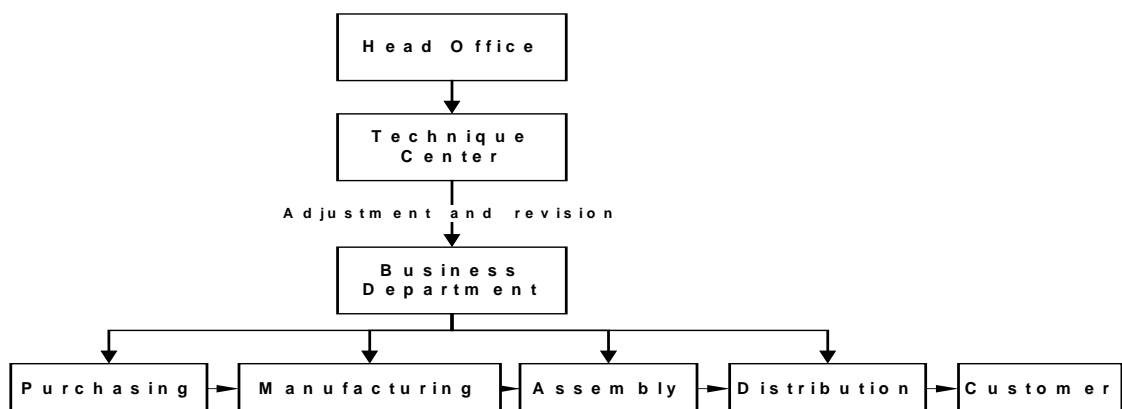 Head Office
Technique
Center
Adjustment and revision
Business
Department
Purchasing
Manufacturing
Assembly
Distribution
Customer